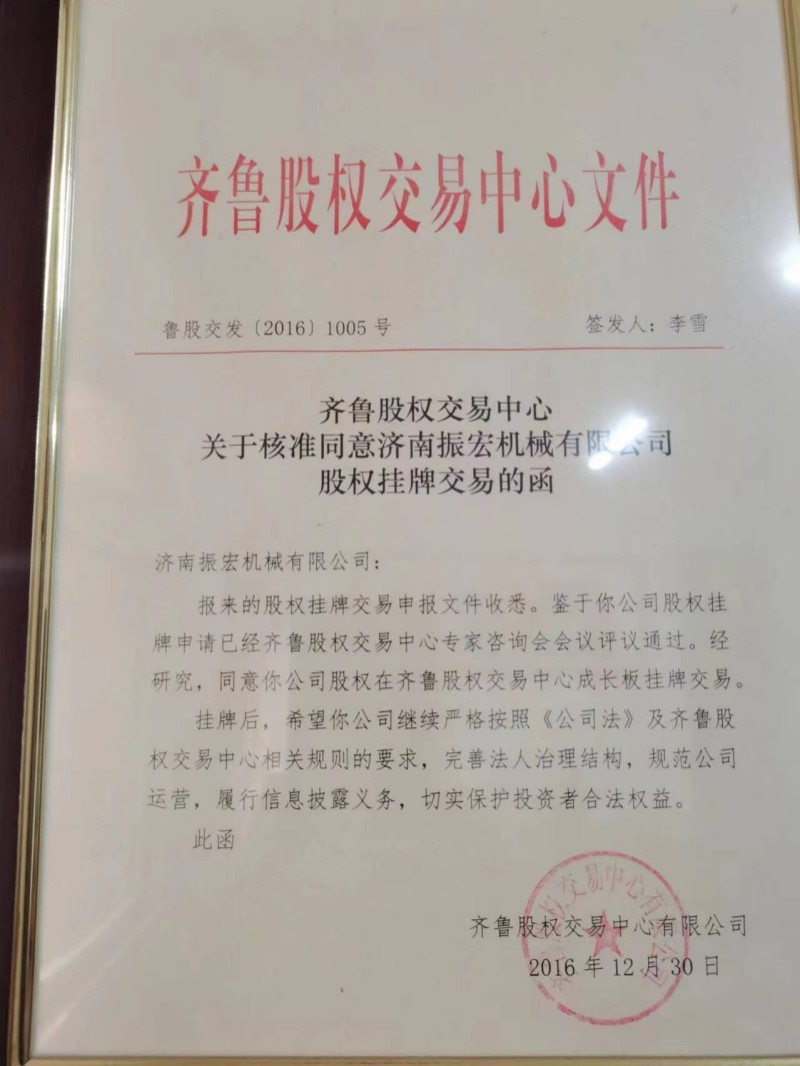 齐鲁股权交易中心文件
鲁股交发〔2016〕1005号
签发人：李雪
齐鲁股权交易中心
关于核准同意济南振宏机械有限公司
股权挂牌交易的函
济南振宏机械有限公司：
报来的股权挂牌交易申报文件收悉。鉴于你公司股权挂
牌申请已经齐鲁股权交易中心专家咨询会会议评议通过。经
研究，同意你公司股权在齐鲁股权交易中心成长板挂牌交易。
挂牌后，希望你公司继续严格按照《公司法》及齐鲁股
权交易中心相关规则的要求，完善法人治理结构，规范公司
运营，履行信息披露义务，切实保护投资者合法权益。
此函
齐鲁股权交易中心有限公司
2016年12月30日